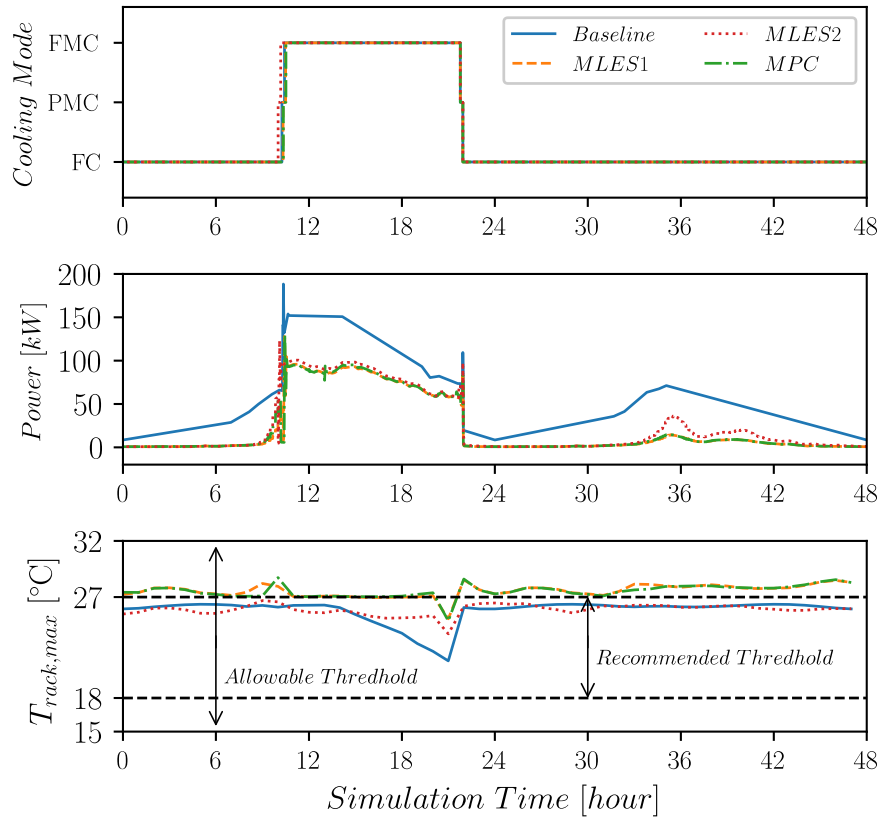 Cooling Mode
FMC
PMC
FC
Baseline
MLES1
MLES2
MPC
0 6 12 18 24 30 36 42 48
Power [kW]
200
150
100
50
0
0 6 12 18 24 30 36 42 48
T_rack,max [°C]
32
27
18
15
Allowable Thredhold
Recommended Thredhold
0 6 12 18 24 30 36 42 48
Simulation Time [hour]